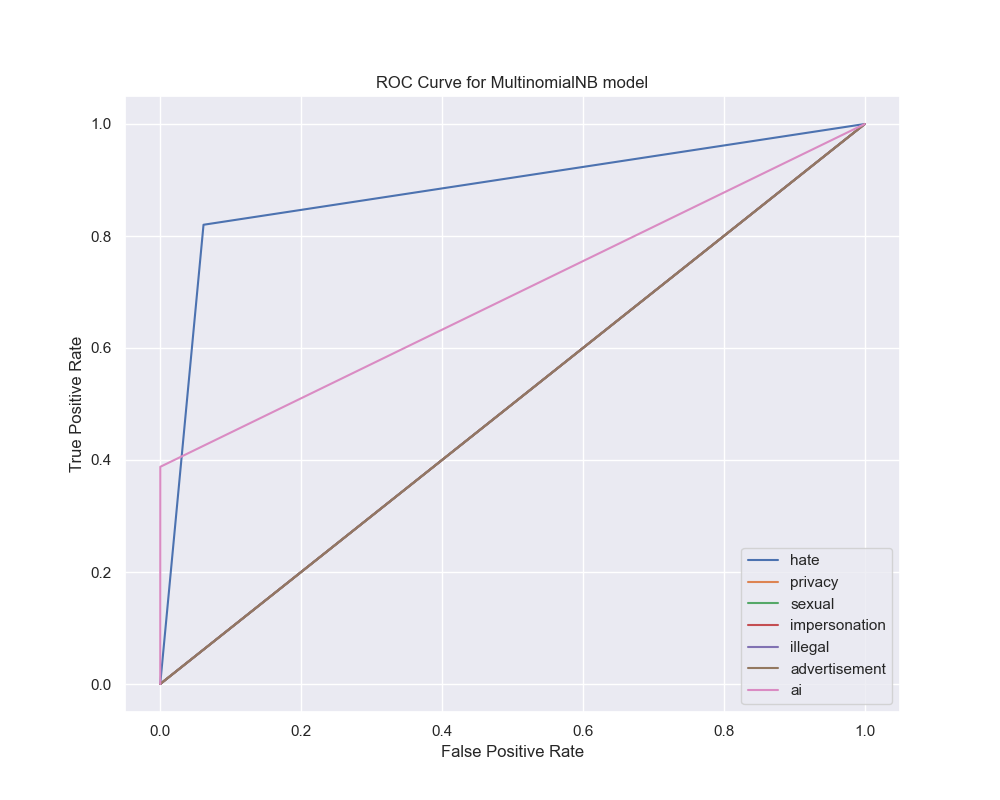 ROC Curve for MultinomialNB model
True Positive Rate
1.0
0.8
0.6
0.4
0.2
0.0
0.0 0.2 0.4 0.6 0.8 1.0
False Positive Rate
hate
privacy
sexual
impersonation
illegal
advertisement
ai